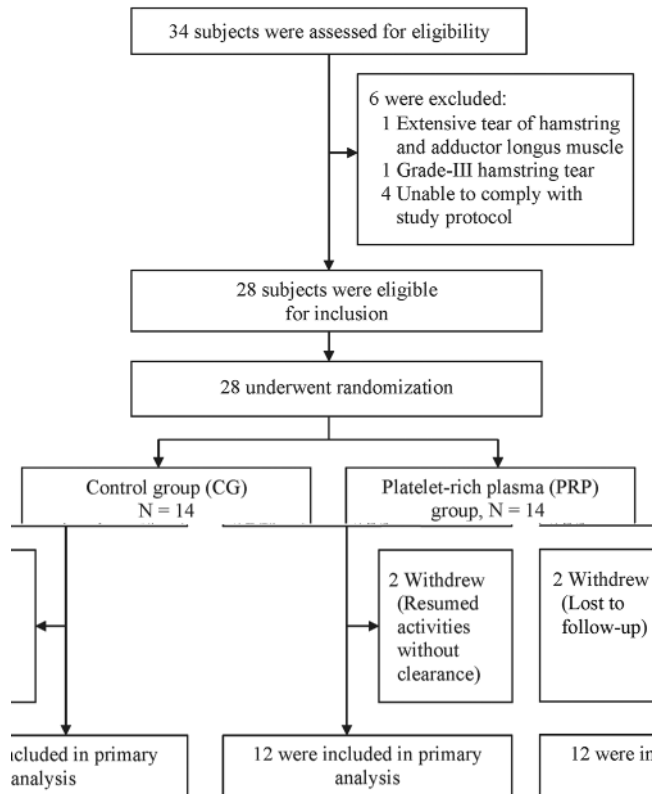 34 subjects were assessed for eligibility
6 were excluded:
1 Extensive tear of hamstring
and adductor longus muscle
1 Grade-III hamstring tear
4 Unable to comply with
study protocol
28 subjects were eligible
for inclusion
28 underwent randomization
Control group (CG)
N = 14
Platelet-rich plasma (PRP)
group, N = 14
2 Withdrew
(Resumed
activities
without
clearance)
2 Withdrew
(Lost to
follow-up)
in primary
analysis
12 were included in primary
analysis
12 were